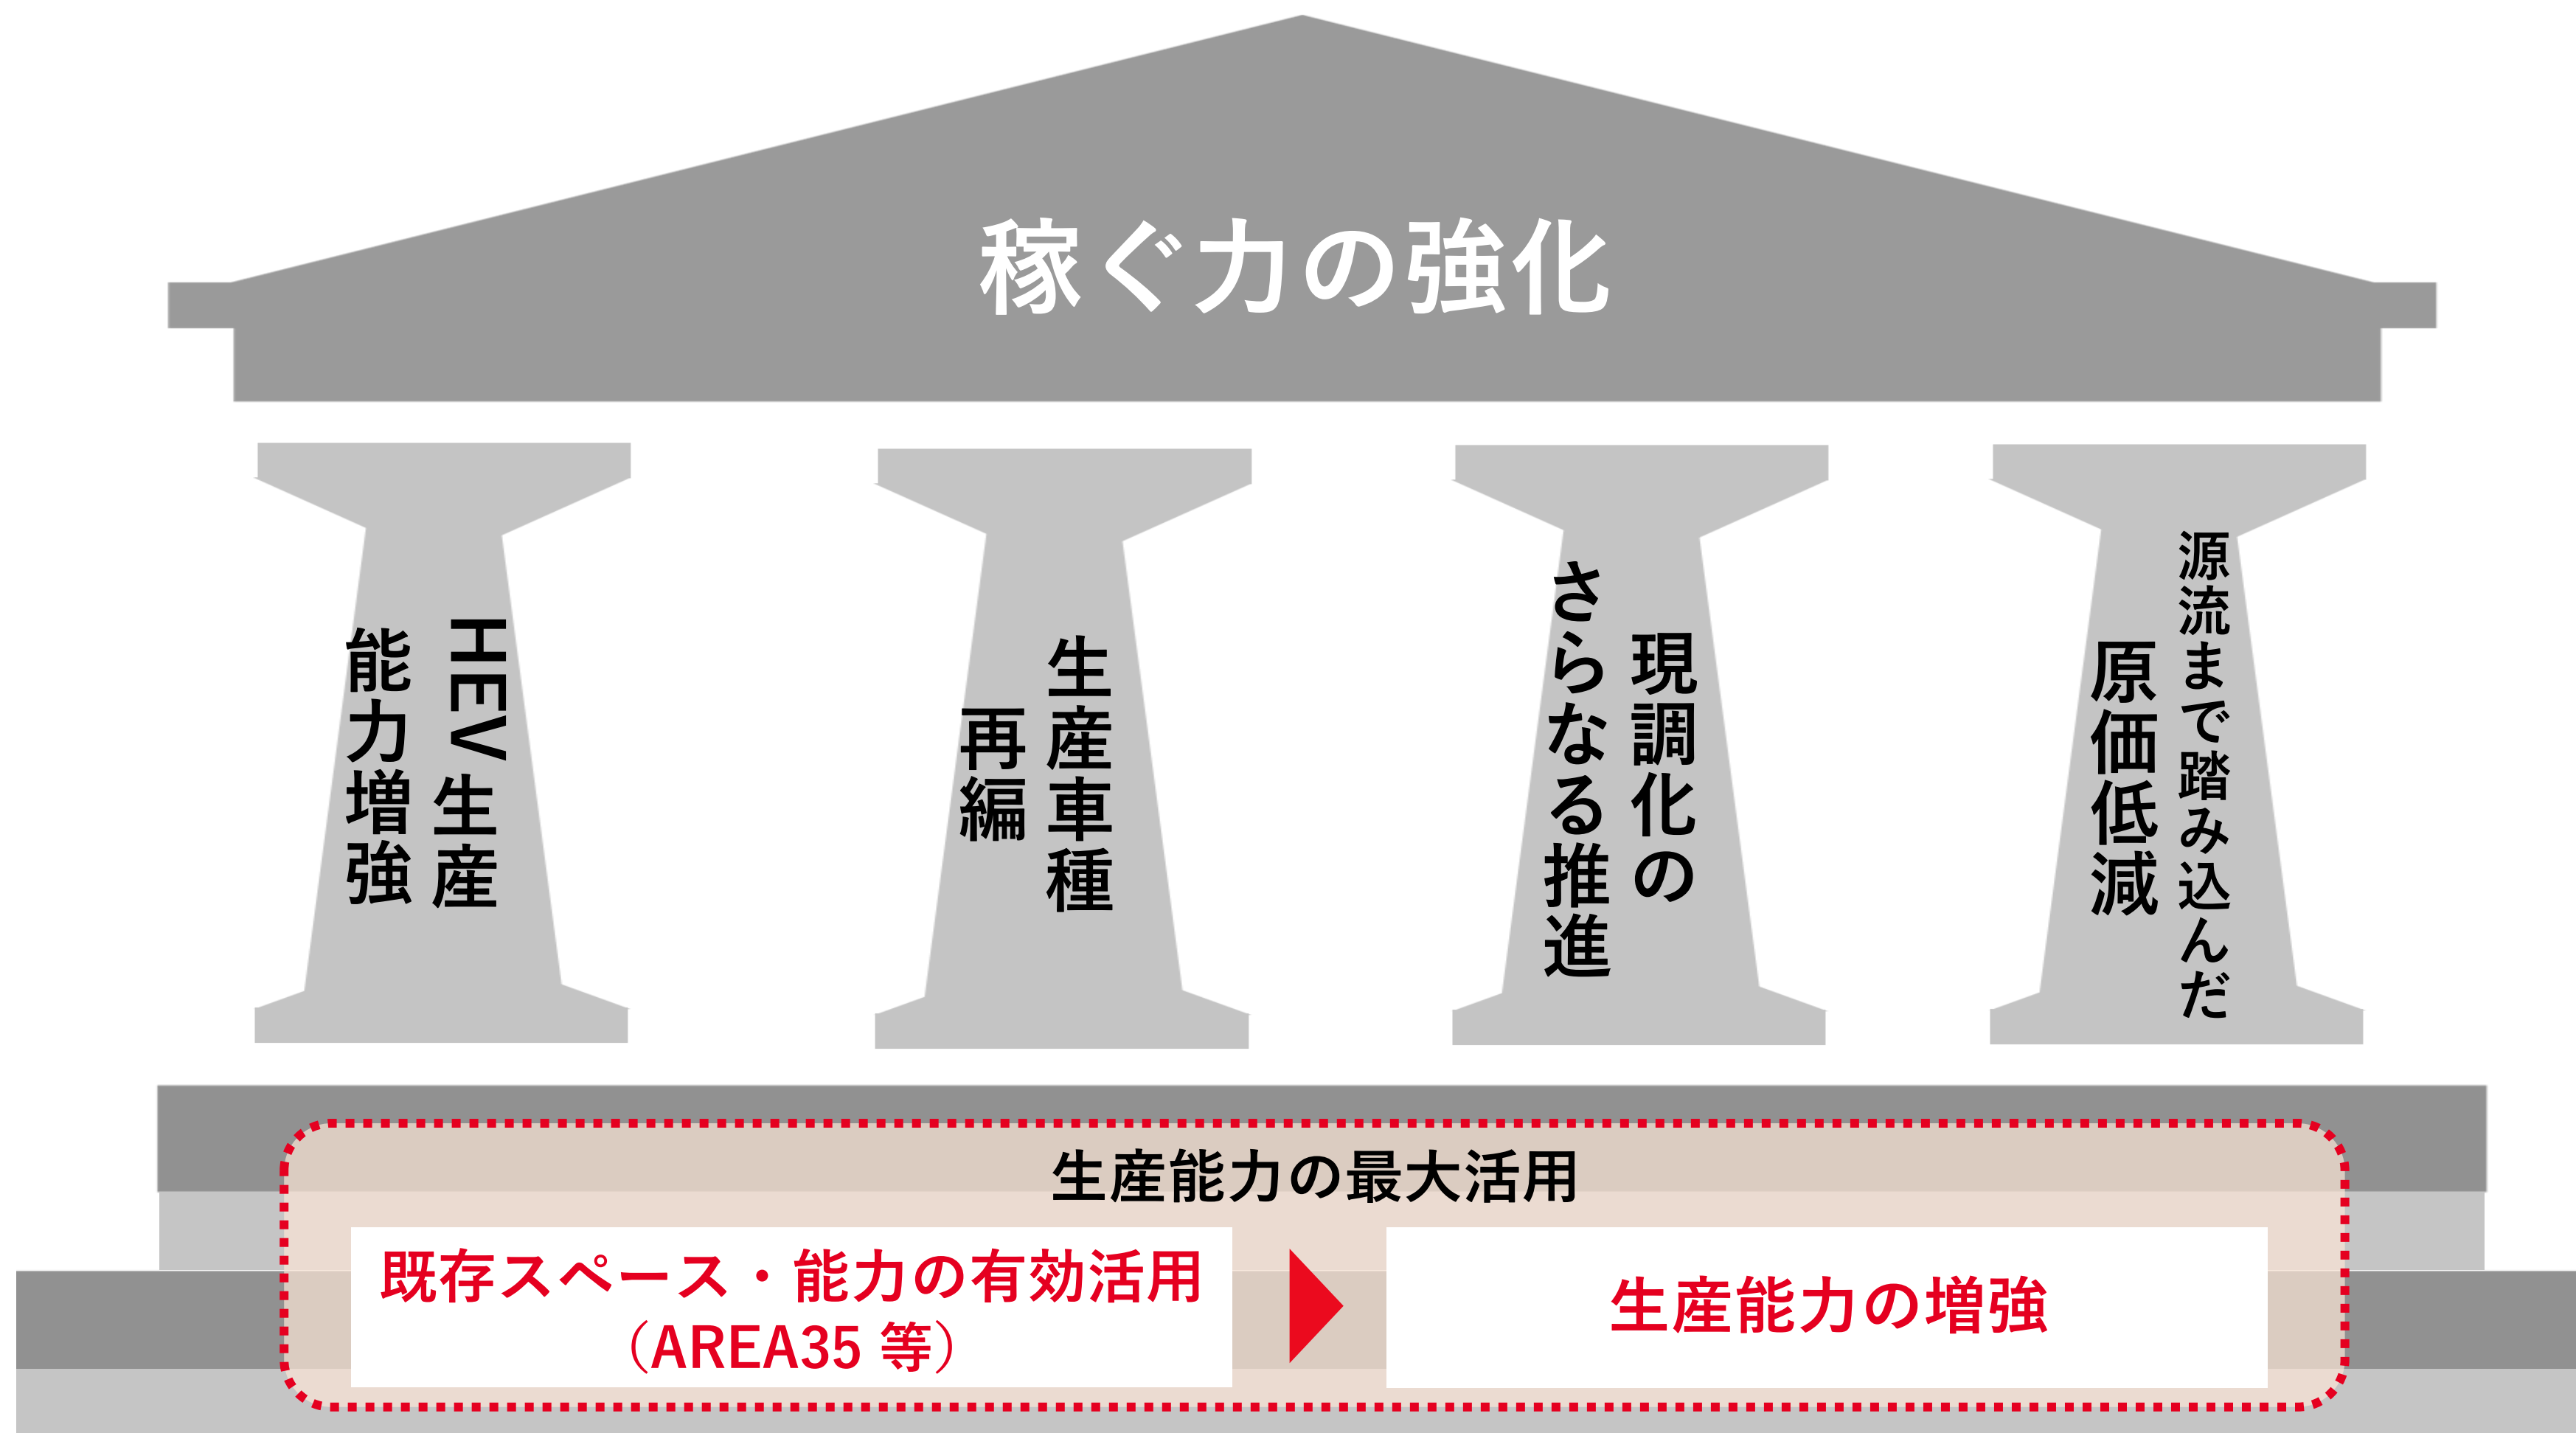 稼ぐ力の強化
HEV生産
能力増強
生産車種
再編
現調化の
さらなる推進
源流まで踏み込んだ
原価低減
生産能力の最大活用
既存スペース・能力の有効活用
（AREA35 等）
生産能力の増強